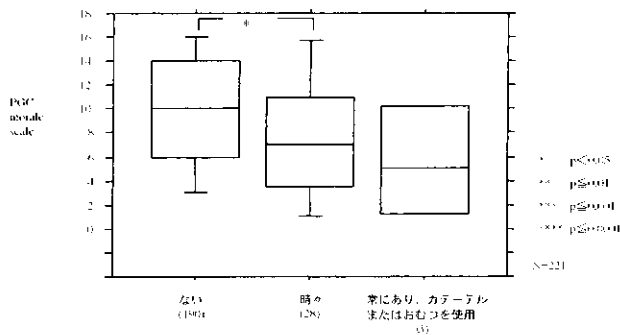 18
16
14
12
10
8
6
4
2
0
PGC
morale
scale
*
ない
(190)
時々
(28)
常にあり、カテーテル
またはおむつを使用
(3)
* p≦0.05
** p≦0.01
*** p≦0.001
**** p≦0.0001
N=221